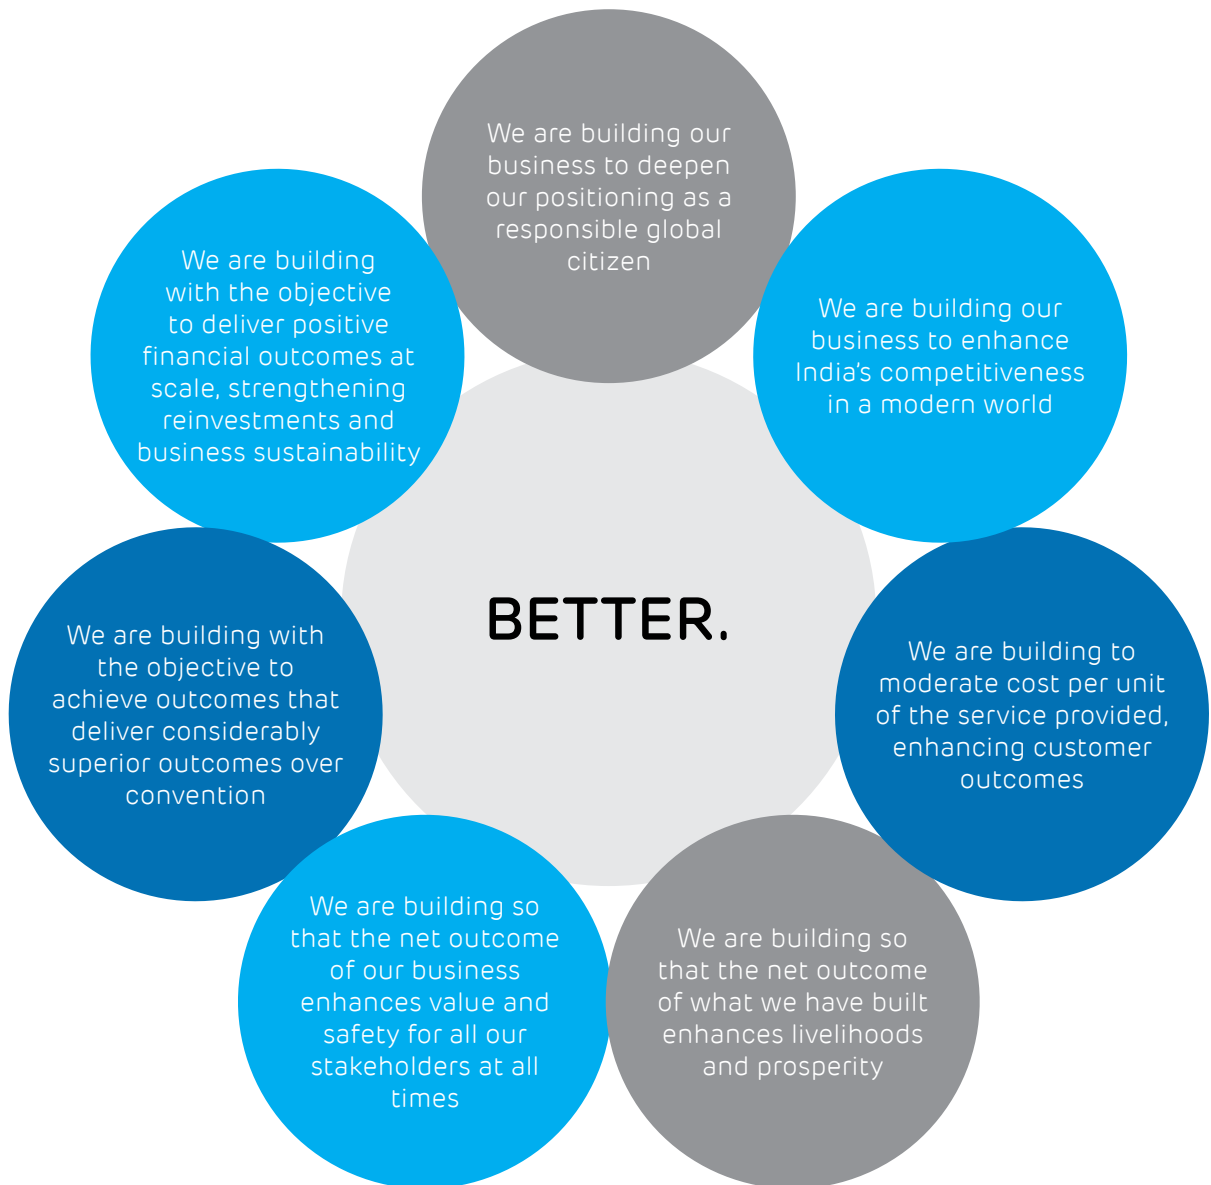 We are building our
business to deepen
our positioning as a
responsible global
citizen
We are building our
business to enhance
India's competitiveness
in a modern world
We are building to
moderate cost per unit
of the service provided,
enhancing customer
outcomes
We are building so
that the net outcome
of what we have built
enhances livelihoods
and prosperity
We are building so
that the net outcome
of our business
enhances value and
safety for all our
stakeholders at all
times
We are building with
the objective to
achieve outcomes that
deliver considerably
superior outcomes over
convention
We are building
with the objective
to deliver positive
financial outcomes at
scale, strengthening
reinvestments and
business sustainability
BETTER.